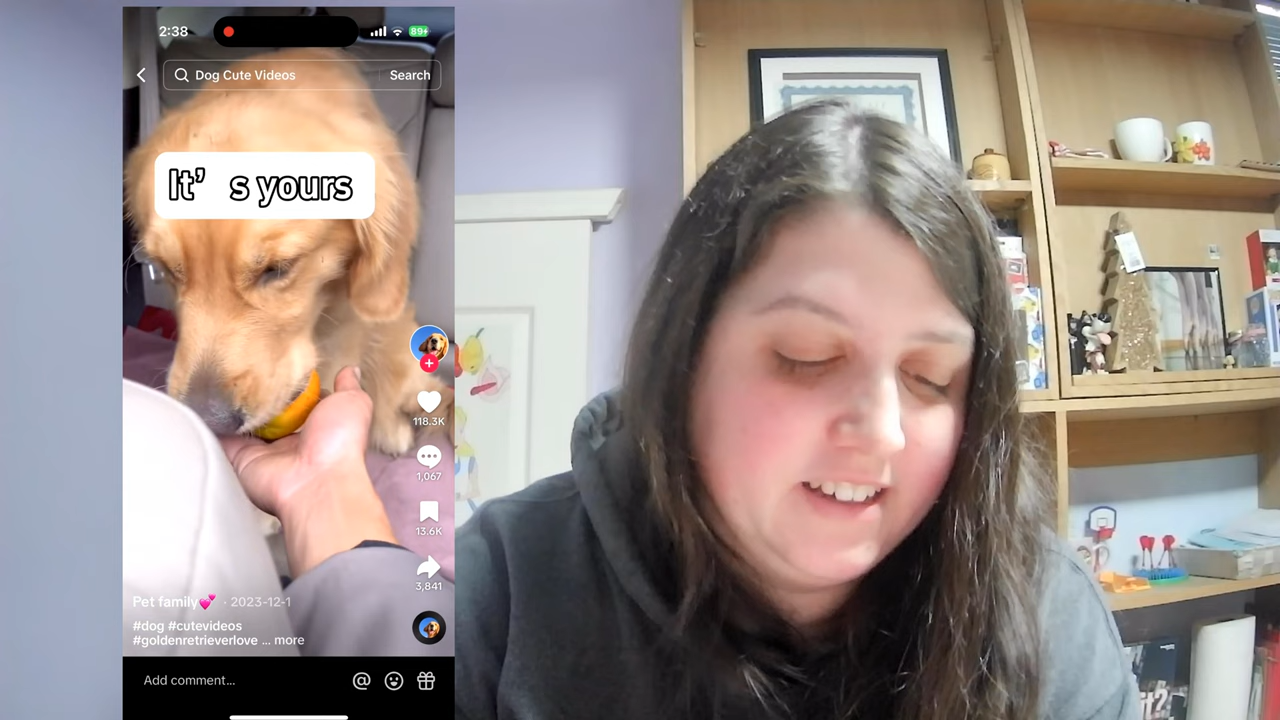 2:38
89+
Dog Cute Videos
Search
It’ s yours
118.3K
1,067
13.6K
3,841
Pet family💕 · 2023-12-1
#dog #cutevideos
#goldenretrieverlove ... more
Add comment...
it?